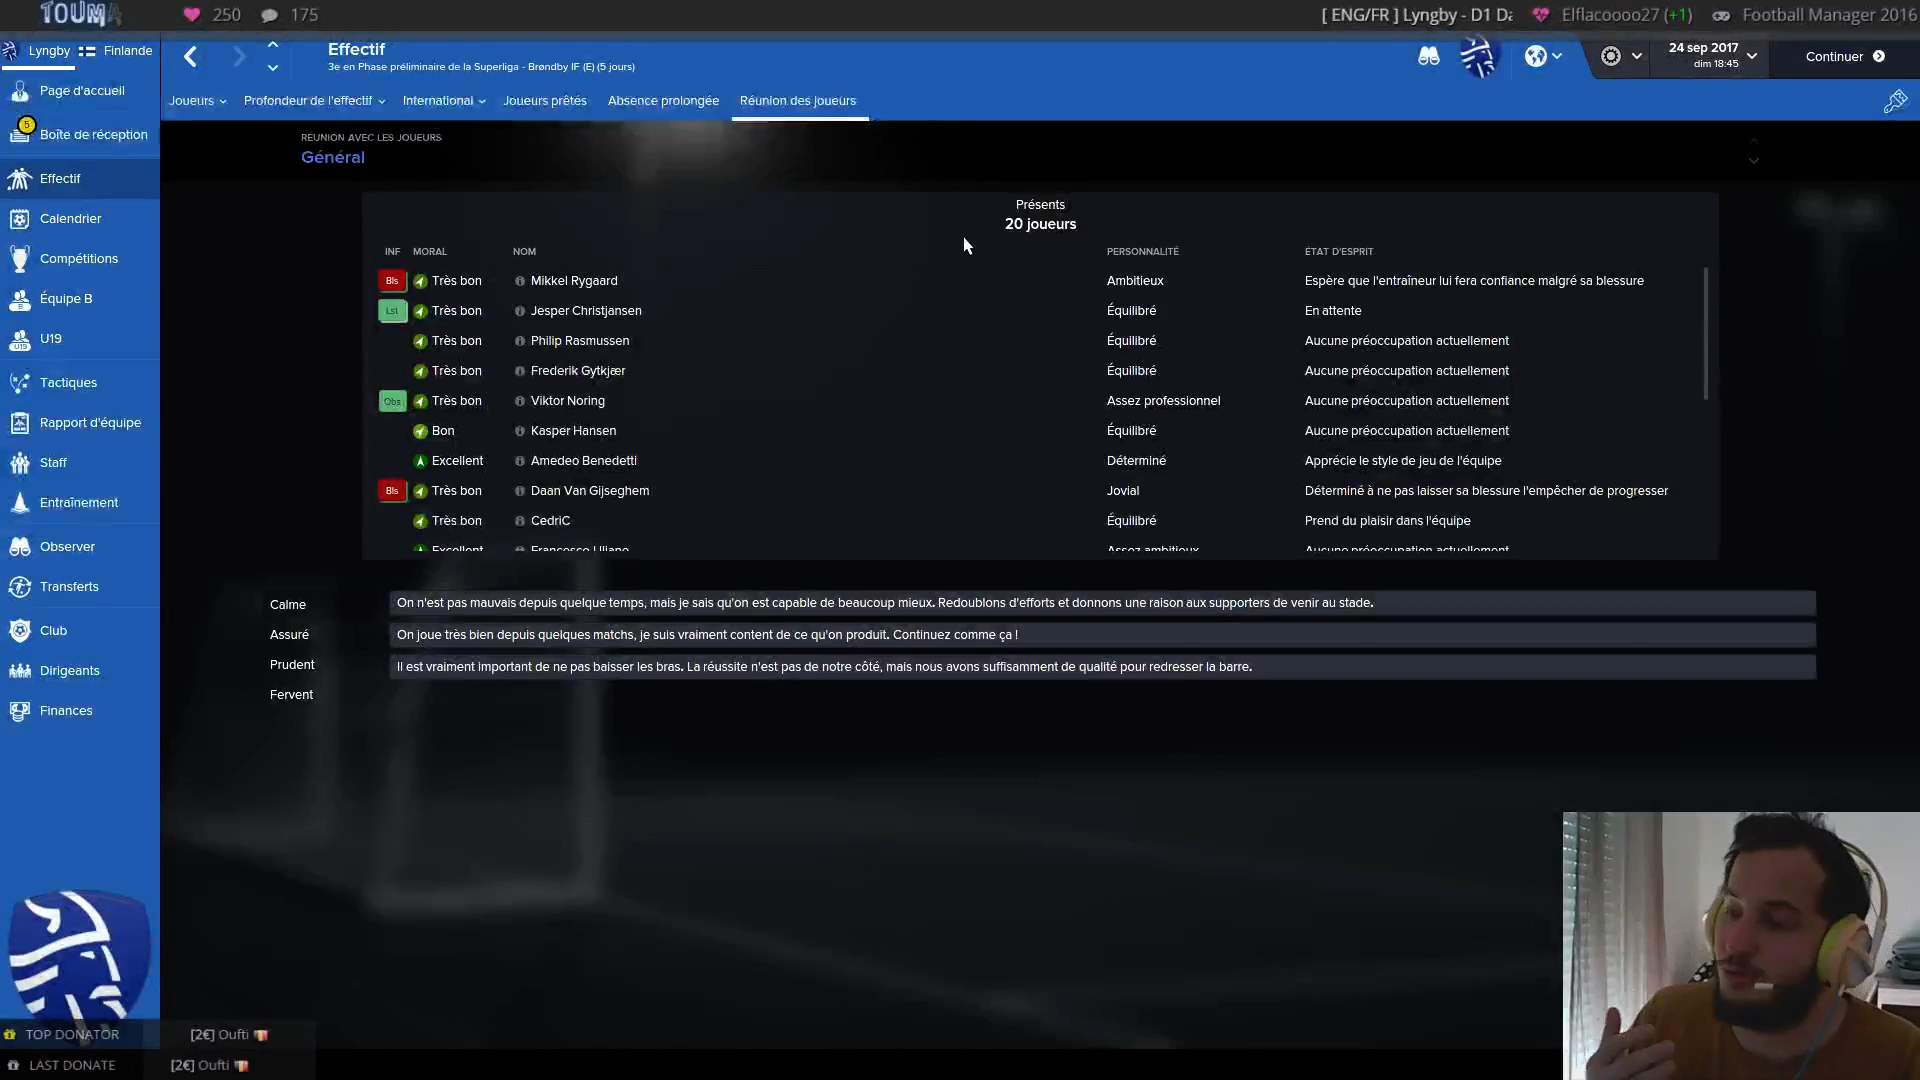 TOUMA
250
175
[ ENG/FR ] Lyngby - D1 Da
Elflacoooo27 (+1)
Football Manager 2016
Lyngby
Finlande
Effectif
3e en Phase préliminaire de la Superliga - Brøndby IF (E) (5 jours)
24 sep 2017
dim 18:45
Continuer
Page d'accueil
5
Boîte de réception
Effectif
Calendrier
Compétitions
Équipe B
U19
Tactiques
Rapport d'équipe
Staff
Entraînement
Observer
Transferts
Club
Dirigeants
Finances
Joueurs
Profondeur de l'effectif
International
Joueurs prêtés
Absence prolongée
Réunion des joueurs
RÉUNION AVEC LES JOUEURS
Général
Présents
20 joueurs
INF MORAL NOM PERSONNALITÉ ÉTAT D'ESPRIT
Bls Très bon Mikkel Rygaard Ambitieux Espère que l'entraîneur lui fera confiance malgré sa blessure
Lst Très bon Jesper Christjansen Équilibré En attente
Très bon Philip Rasmussen Équilibré Aucune préoccupation actuellement
Très bon Frederik Gytkjær Équilibré Aucune préoccupation actuellement
Obs Très bon Viktor Noring Assez professionnel Aucune préoccupation actuellement
Bon Kasper Hansen Équilibré Aucune préoccupation actuellement
Excellent Amedeo Benedetti Déterminé Apprécie le style de jeu de l'équipe
Bls Très bon Daan Van Gijseghem Jovial Déterminé à ne pas laisser sa blessure l'empêcher de progresser
Très bon CedriC Équilibré Prend du plaisir dans l'équipe
Excellent Francesco Uliano Assez ambitieux Aucune préoccupation actuellement
Calme
Assuré
Prudent
Fervent
On n'est pas mauvais depuis quelque temps, mais je sais qu'on est capable de beaucoup mieux. Redoublons d'efforts et donnons une raison aux supporters de venir au stade.
On joue très bien depuis quelques matchs, je suis vraiment content de ce qu'on produit. Continuez comme ça !
Il est vraiment important de ne pas baisser les bras. La réussite n'est pas de notre côté, mais nous avons suffisamment de qualité pour redresser la barre.
TOP DONATOR [2€] Oufti
LAST DONATE [2€] Oufti